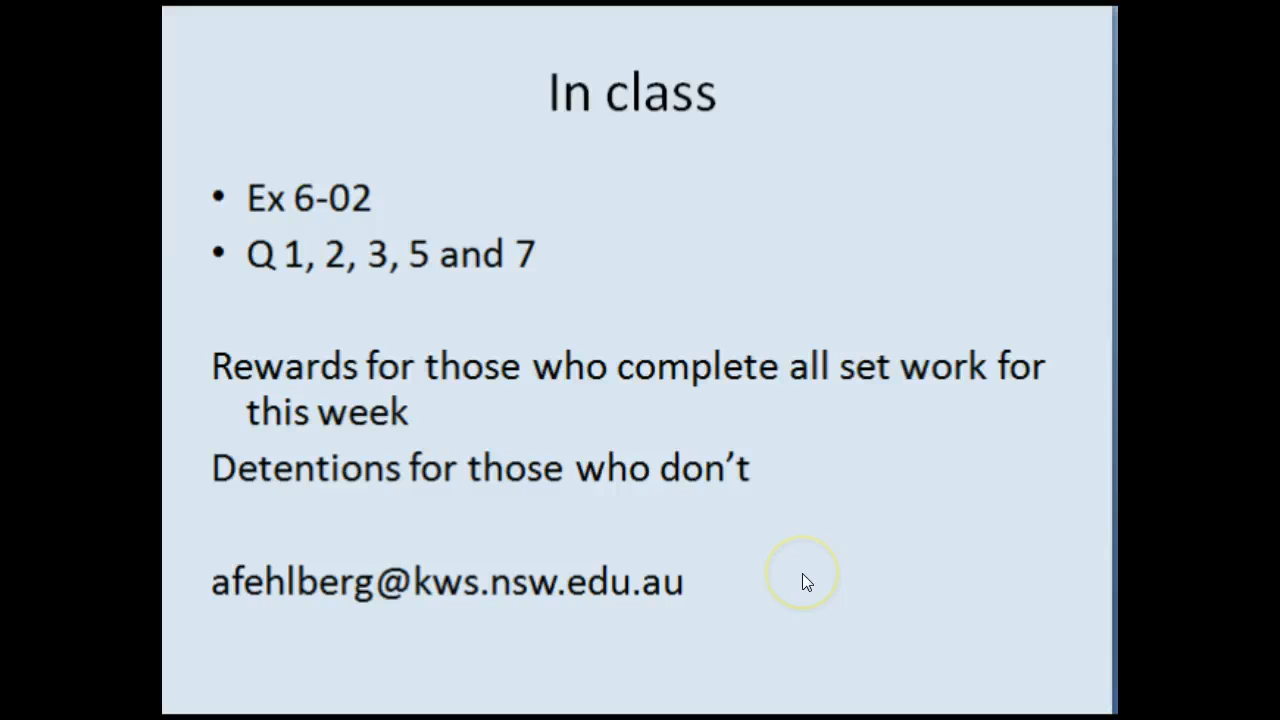 In class
• Ex 6-02
• Q 1, 2, 3, 5 and 7
Rewards for those who complete all set work for
this week
Detentions for those who don’t
afehlberg@kws.nsw.edu.au